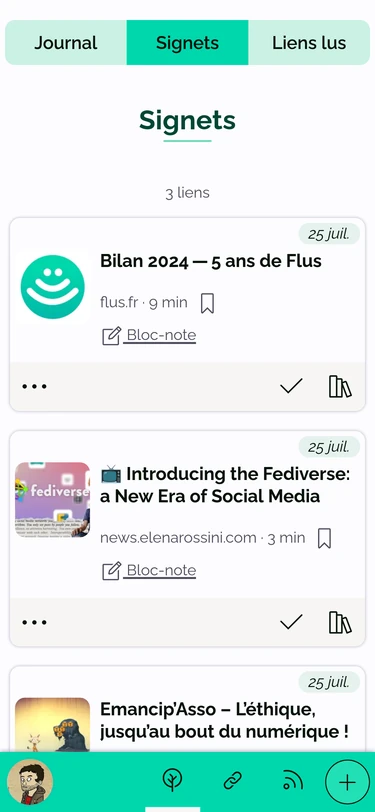 Journal
Signets
Liens lus
Signets
3 liens
25 juil.
Bilan 2024 — 5 ans de Flus
flus.fr · 9 min
Bloc-note
25 juil.
fediverse
📺 Introducing the Fediverse:
a New Era of Social Media
news.elenarossini.com · 3 min
Bloc-note
25 juil.
Emancip’Asso – L’éthique,
jusqu’au bout du numérique !